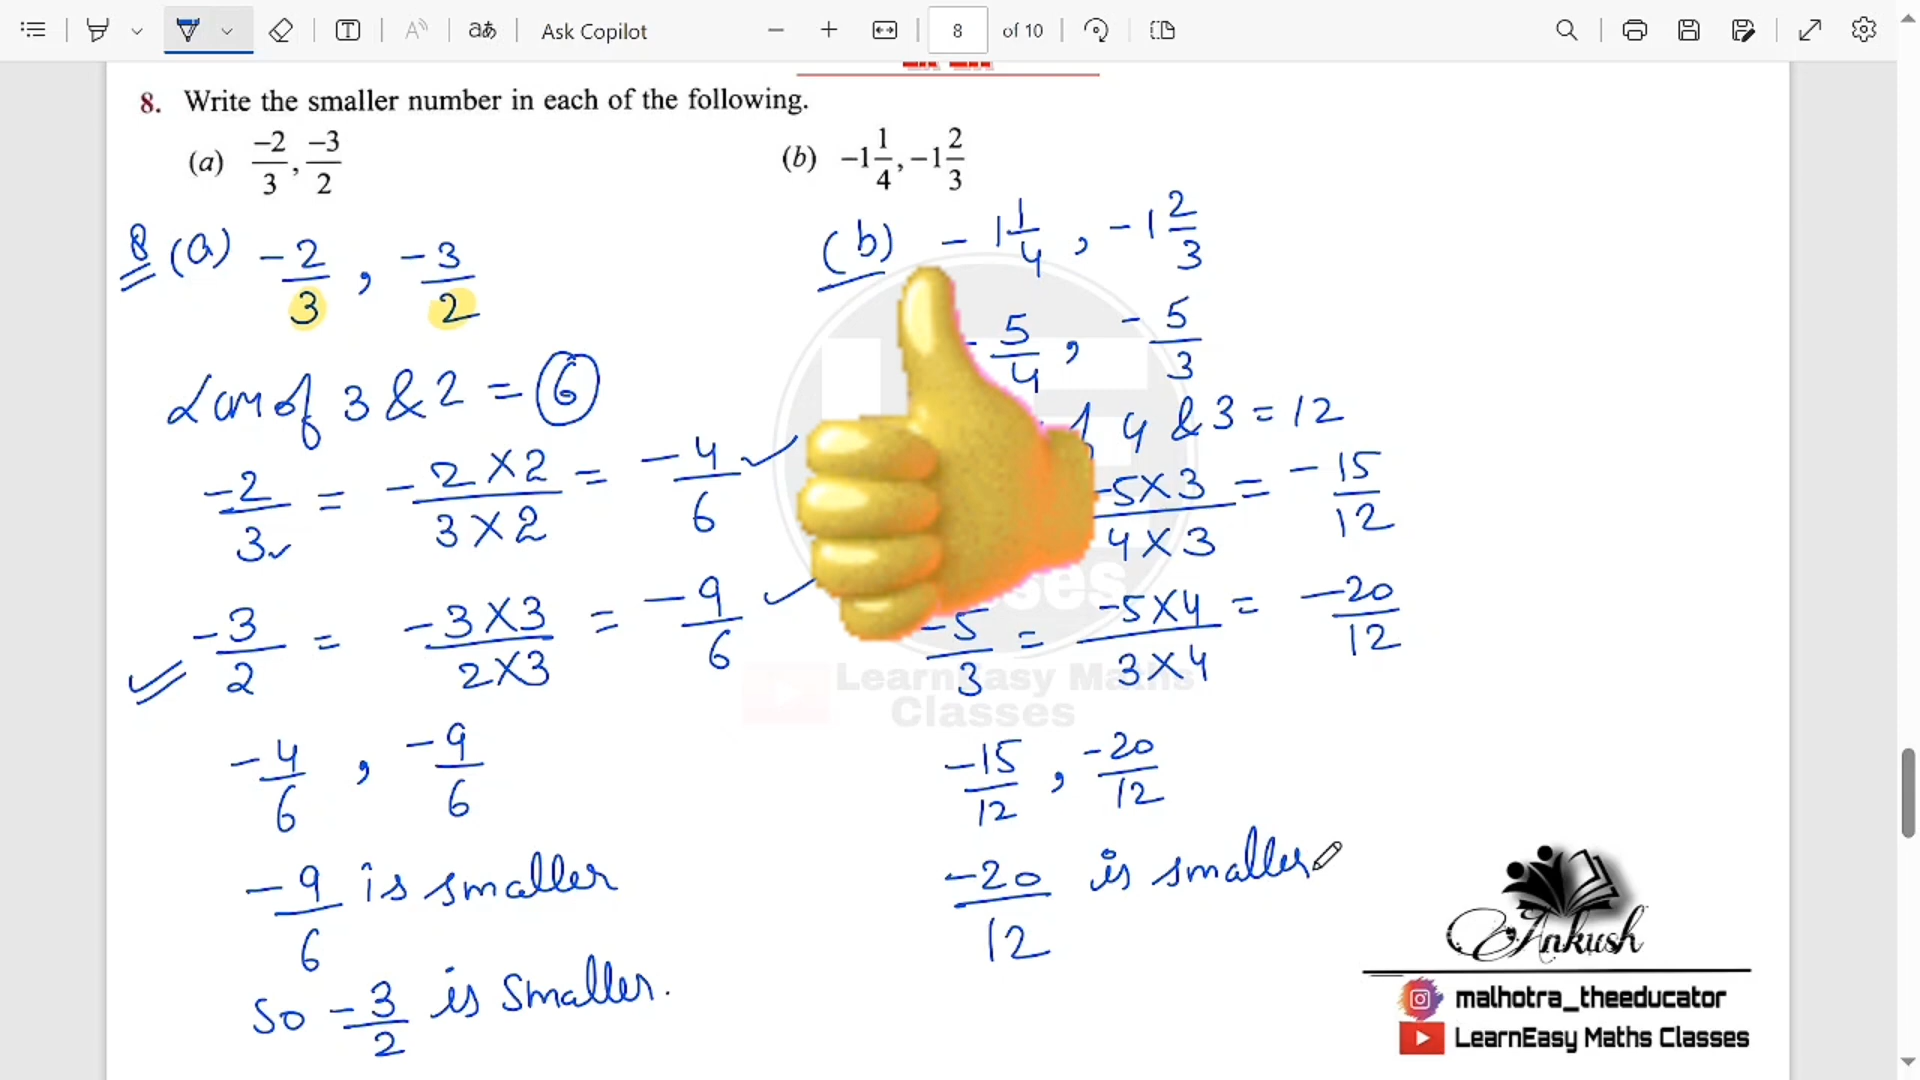 Ask Copilot 8 of 10
8. Write the smaller number in each of the following.
(a) -2/3, -3/2 (b) -1 1/4, -1 2/3
8 (a) -2/3, -3/2
LCM of 3 & 2 = 6
-2/3 = -2×2/3×2 = -4/6
-3/2 = -3×3/2×3 = -9/6
-4/6, -9/6
-9/6 is smaller
So -3/2 is smaller.
(b) -1 1/4, -1 2/3
-5/4, -5/3
4 & 3 = 12
-5×3/4×3 = -15/12
-5/3 = -5×4/3×4 = -20/12
-15/12, -20/12
-20/12 is smaller
LearnEasy Maths
Classes
Ankush
malhotra_theeducator
LearnEasy Maths Classes